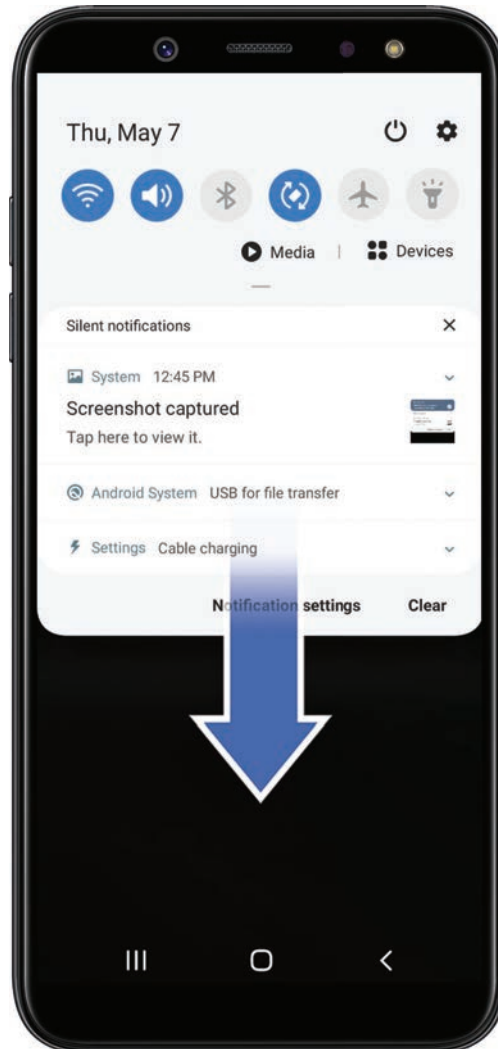 Thu, May 7
Media | Devices
Silent notifications
System 12:45 PM
Screenshot captured
Tap here to view it.
Android System USB for file transfer
Settings Cable charging
Notification settings Clear